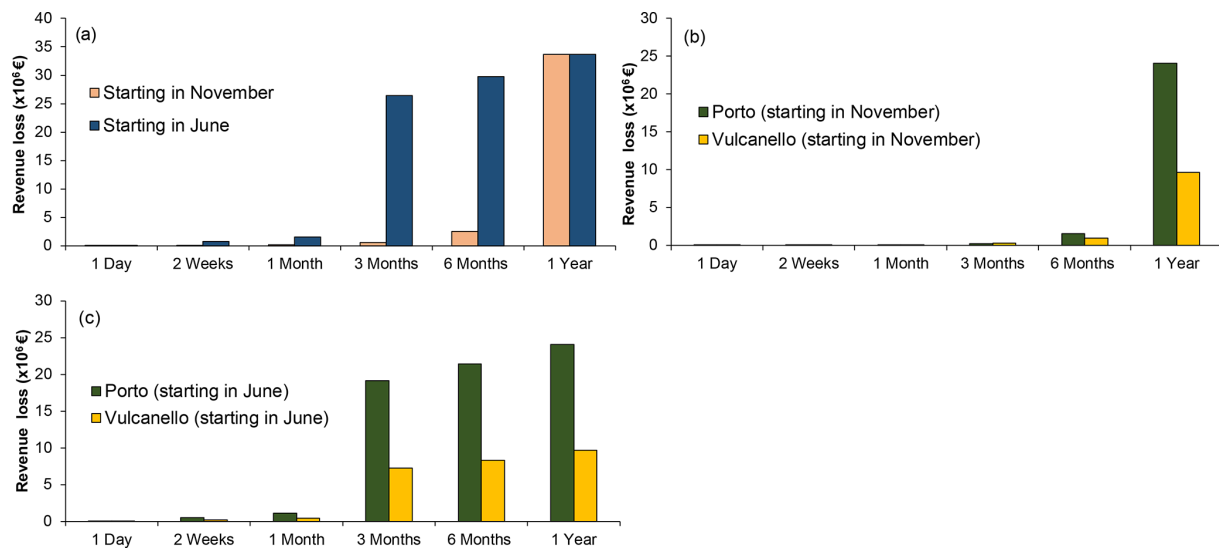 (a)
Revenue loss (x10⁶ €)
40
35
30
25
20
15
10
5
0
Starting in November
Starting in June
1 Day 2 Weeks 1 Month 3 Months 6 Months 1 Year
(b)
Revenue loss (x10⁶ €)
30
25
20
15
10
5
0
Porto (starting in November)
Vulcanello (starting in November)
1 Day 2 Weeks 1 Month 3 Months 6 Months 1 Year
(c)
Revenue loss (x10⁶ €)
30
25
20
15
10
5
0
Porto (starting in June)
Vulcanello (starting in June)
1 Day 2 Weeks 1 Month 3 Months 6 Months 1 Year